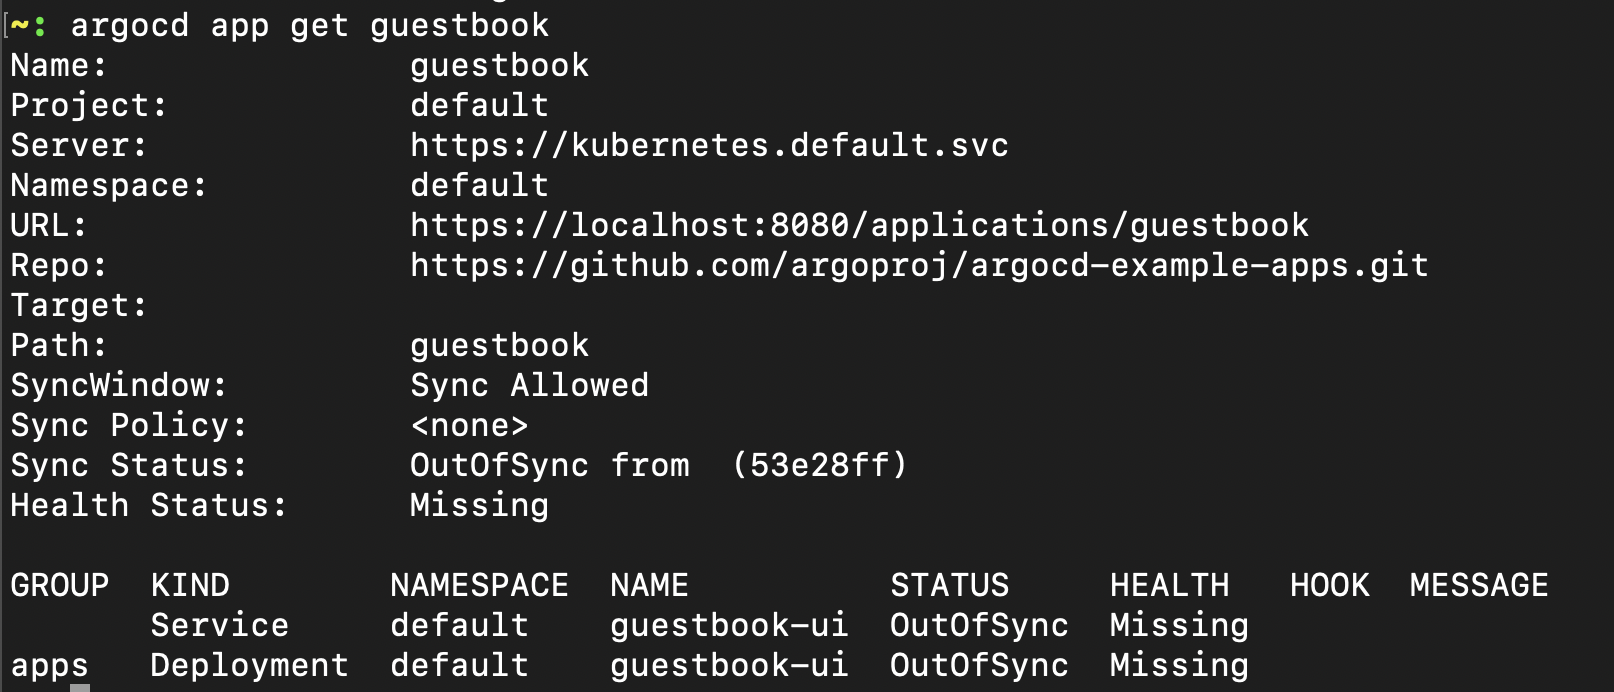 ~: argocd app get guestbook
Name:               guestbook
Project:            default
Server:             https://kubernetes.default.svc
Namespace:          default
URL:                https://localhost:8080/applications/guestbook
Repo:               https://github.com/argoproj/argocd-example-apps.git
Target:
Path:               guestbook
SyncWindow:         Sync Allowed
Sync Policy:        <none>
Sync Status:        OutOfSync from  (53e28ff)
Health Status:      Missing

GROUP  KIND        NAMESPACE  NAME          STATUS     HEALTH   HOOK  MESSAGE
       Service     default    guestbook-ui  OutOfSync  Missing
apps   Deployment  default    guestbook-ui  OutOfSync  Missing